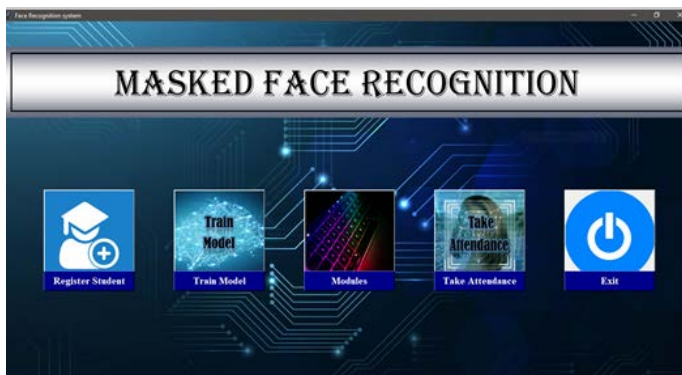 Face Recognition system
MASKED FACE RECOGNITION
Train
Model
Take
Attendance
Register Student
Train Model
Modules
Take Attendance
Exit